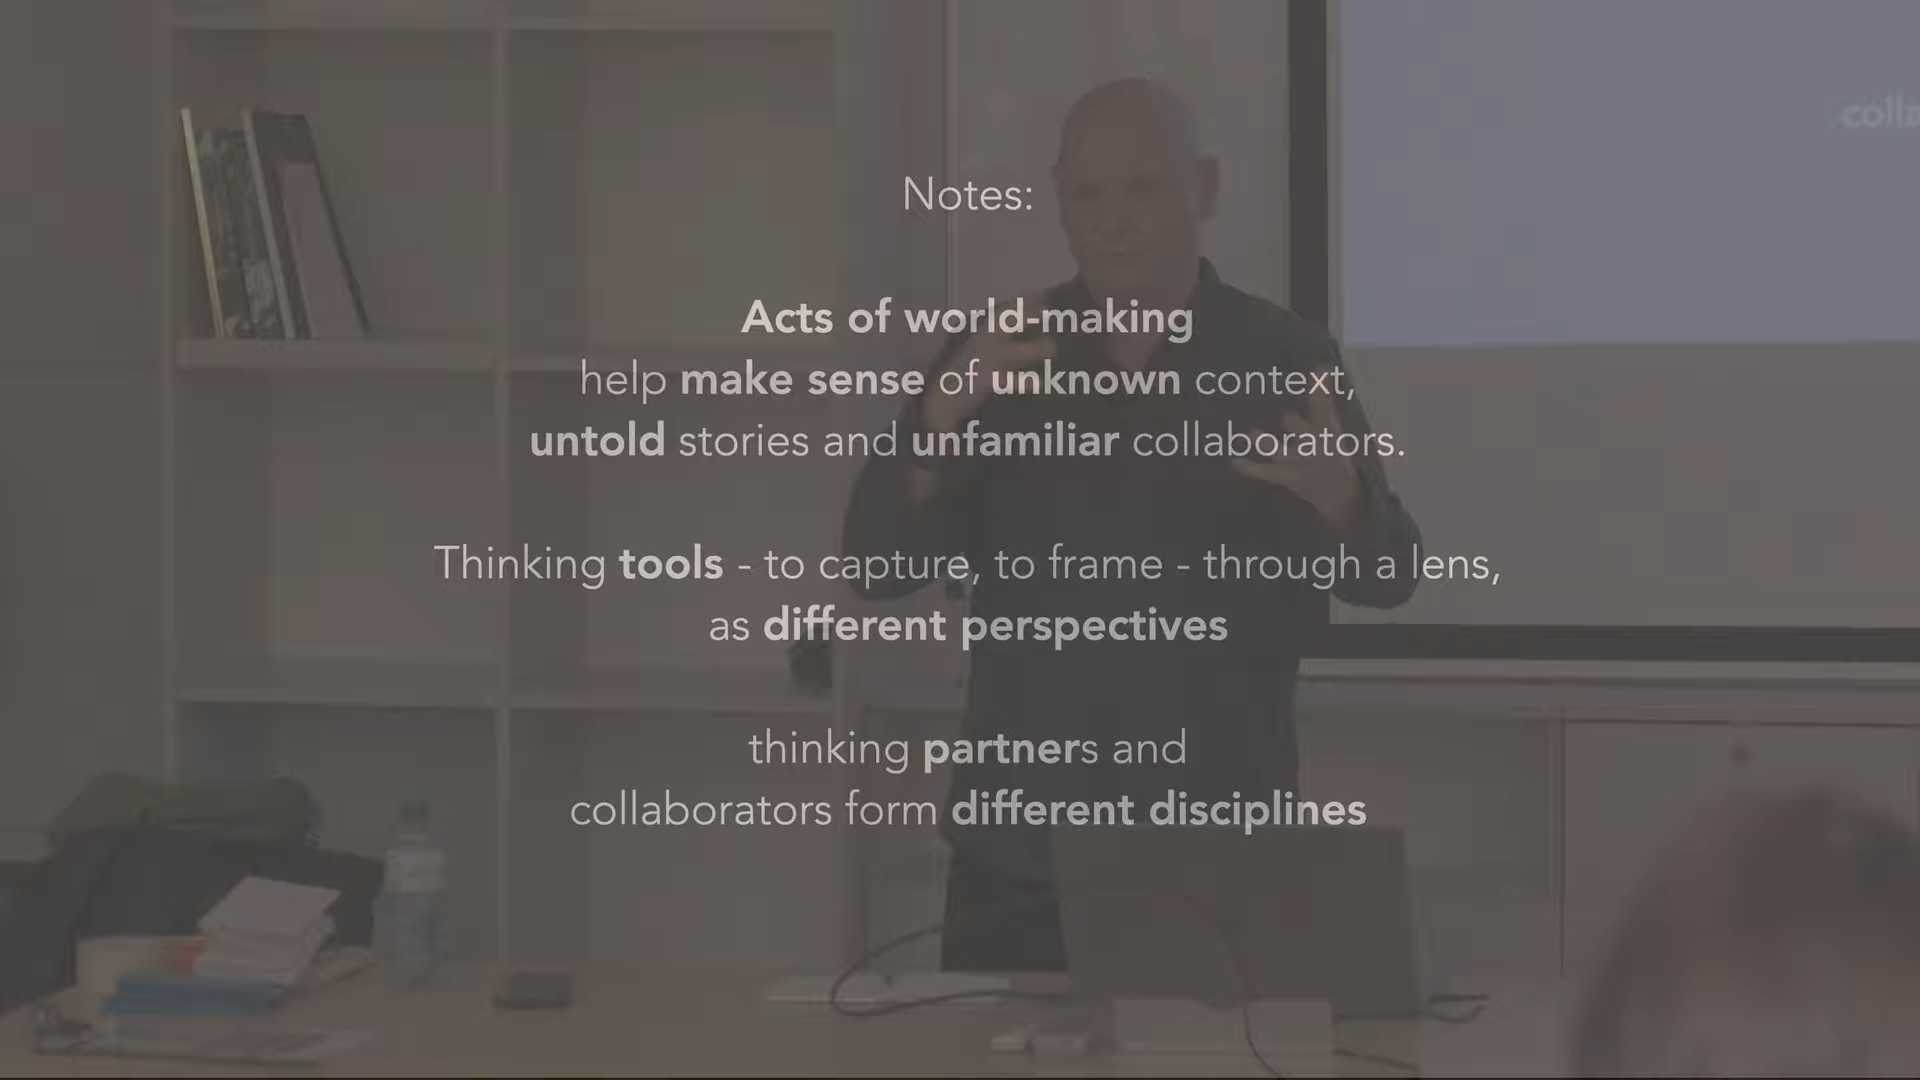 colla
Notes:
Acts of world-making
help make sense of unknown context,
untold stories and unfamiliar collaborators.
Thinking tools - to capture, to frame - through a lens,
as different perspectives
thinking partners and
collaborators form different disciplines